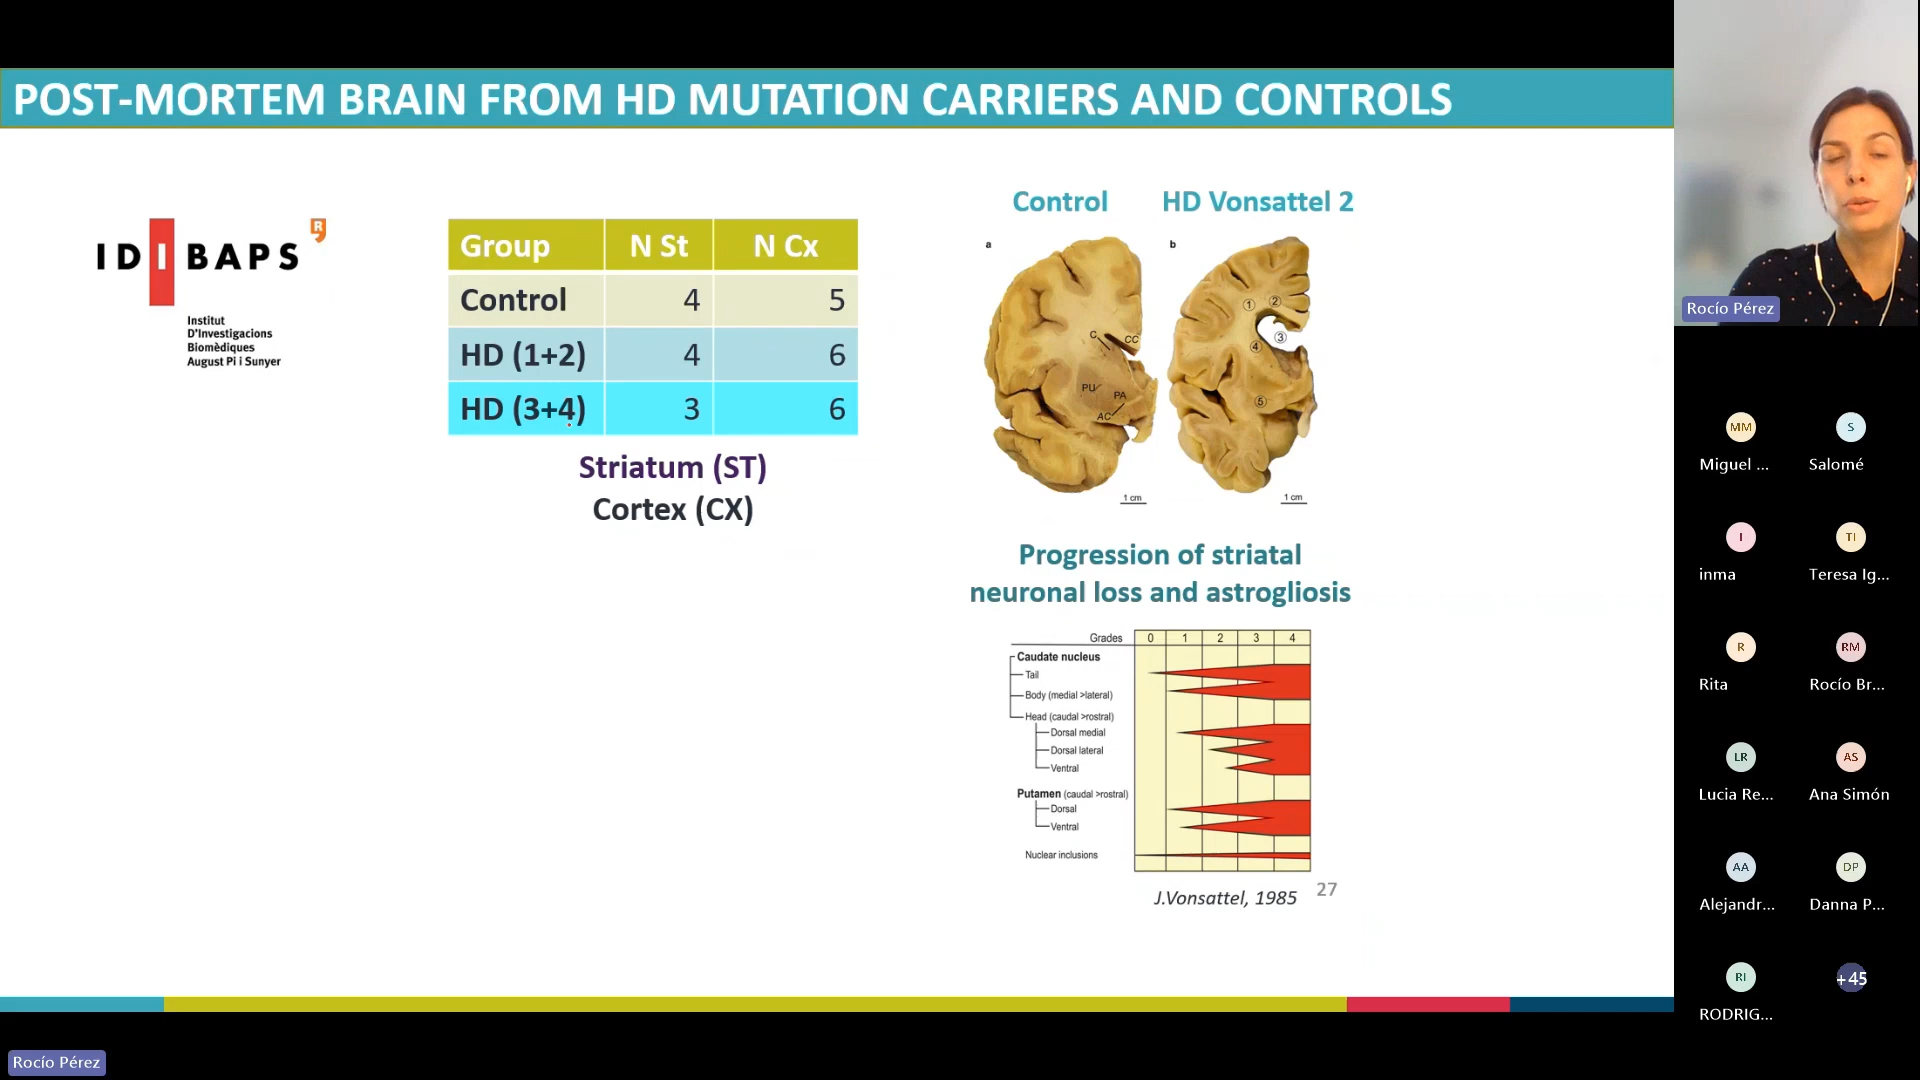 POST-MORTEM BRAIN FROM HD MUTATION CARRIERS AND CONTROLS
IDIBAPS
R
Institut
D'Investigacions
Biomèdiques
August Pi i Sunyer
Group N St N Cx
Control 4 5
HD (1+2) 4 6
HD (3+4) 3 6
Striatum (ST)
Cortex (CX)
Control HD Vonsattel 2
a b
C CC
PU PA
AC
1 cm
1 2
3
4
5
1 cm
Progression of striatal
neuronal loss and astrogliosis
Grades 0 1 2 3 4
Caudate nucleus
Tail
Body (medial >lateral)
Head (caudal >rostral)
Dorsal medial
Dorsal lateral
Ventral
Putamen (caudal >rostral)
Dorsal
Ventral
Nuclear inclusions
J.Vonsattel, 1985
27
Rocío Pérez
MM S
Miguel ... Salomé
I TI
inma Teresa Ig...
R RM
Rita Rocío Br...
LR AS
Lucia Re... Ana Simón
AA DP
Alejandr... Danna P...
RI +45
RODRIG...
Rocío Pérez